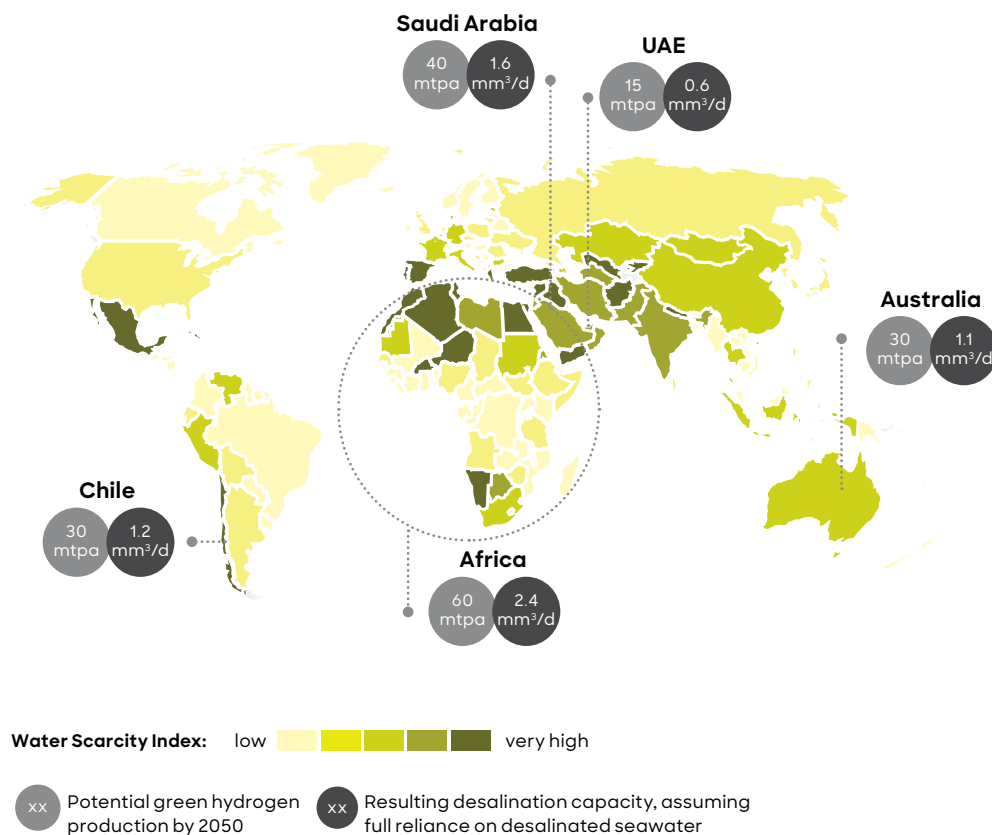 Saudi Arabia
40
mtpa
1.6
mm³/d
UAE
15
mtpa
0.6
mm³/d
Australia
30
mtpa
1.1
mm³/d
Chile
30
mtpa
1.2
mm³/d
Africa
60
mtpa
2.4
mm³/d
Water Scarcity Index: low very high
xx Potential green hydrogen
production by 2050
xx Resulting desalination capacity, assuming
full reliance on desalinated seawater